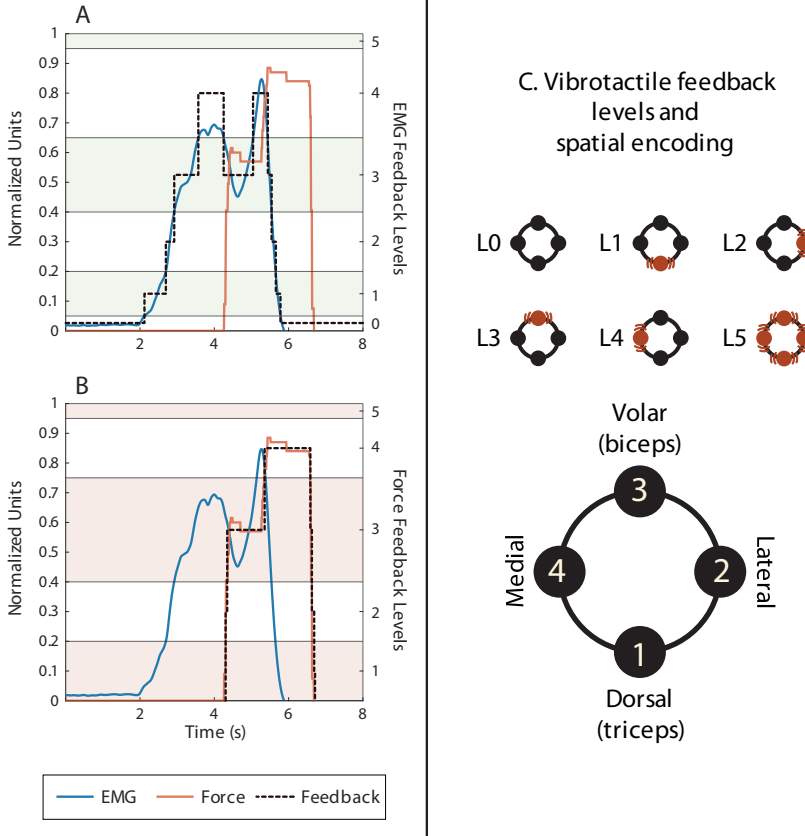 A
1
0.9
0.8
0.7
0.6
0.5
0.4
0.3
0.2
0.1
0
Normalized Units
5
4
3
2
1
0
EMG Feedback Levels
2
4
6
8
B
1
0.9
0.8
0.7
0.6
0.5
0.4
0.3
0.2
0.1
0
Normalized Units
5
4
3
2
1
Force Feedback Levels
2
4
6
8
Time (s)
EMG Force Feedback
C. Vibrotactile feedback
levels and
spatial encoding
L0 L1 L2
L3 L4 L5
Volar
(biceps)
3
Medial
4
2
Lateral
1
Dorsal
(triceps)